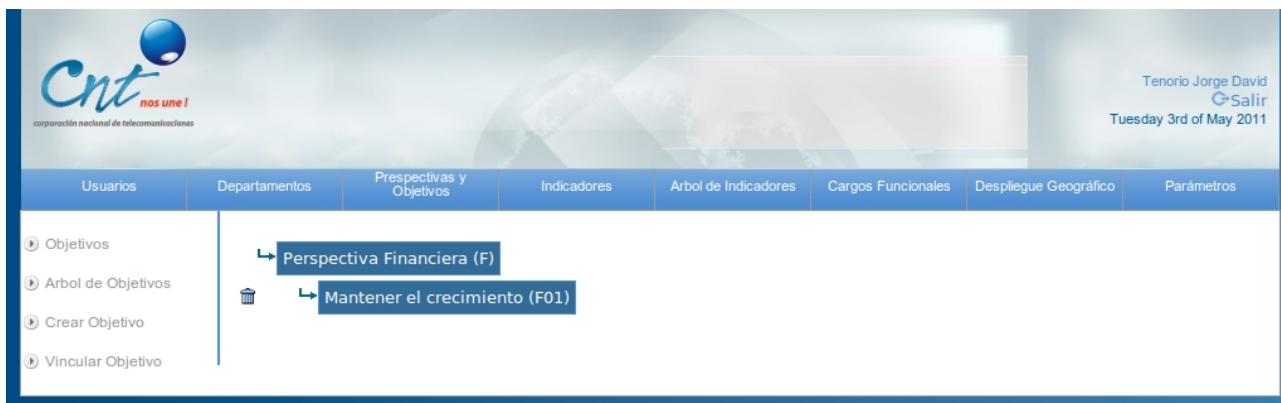 Cnt
nos une!
corporación nacional de telecomunicaciones
Tenorio Jorge David
Salir
Tuesday 3rd of May 2011
Usuarios
Departamentos
Prespectivas y
Objetivos
Indicadores
Arbol de Indicadores
Cargos Funcionales
Despliegue Geográfico
Parámetros
Objetivos
Arbol de Objetivos
Crear Objetivo
Vincular Objetivo
Perspectiva Financiera (F)
Mantener el crecimiento (F01)